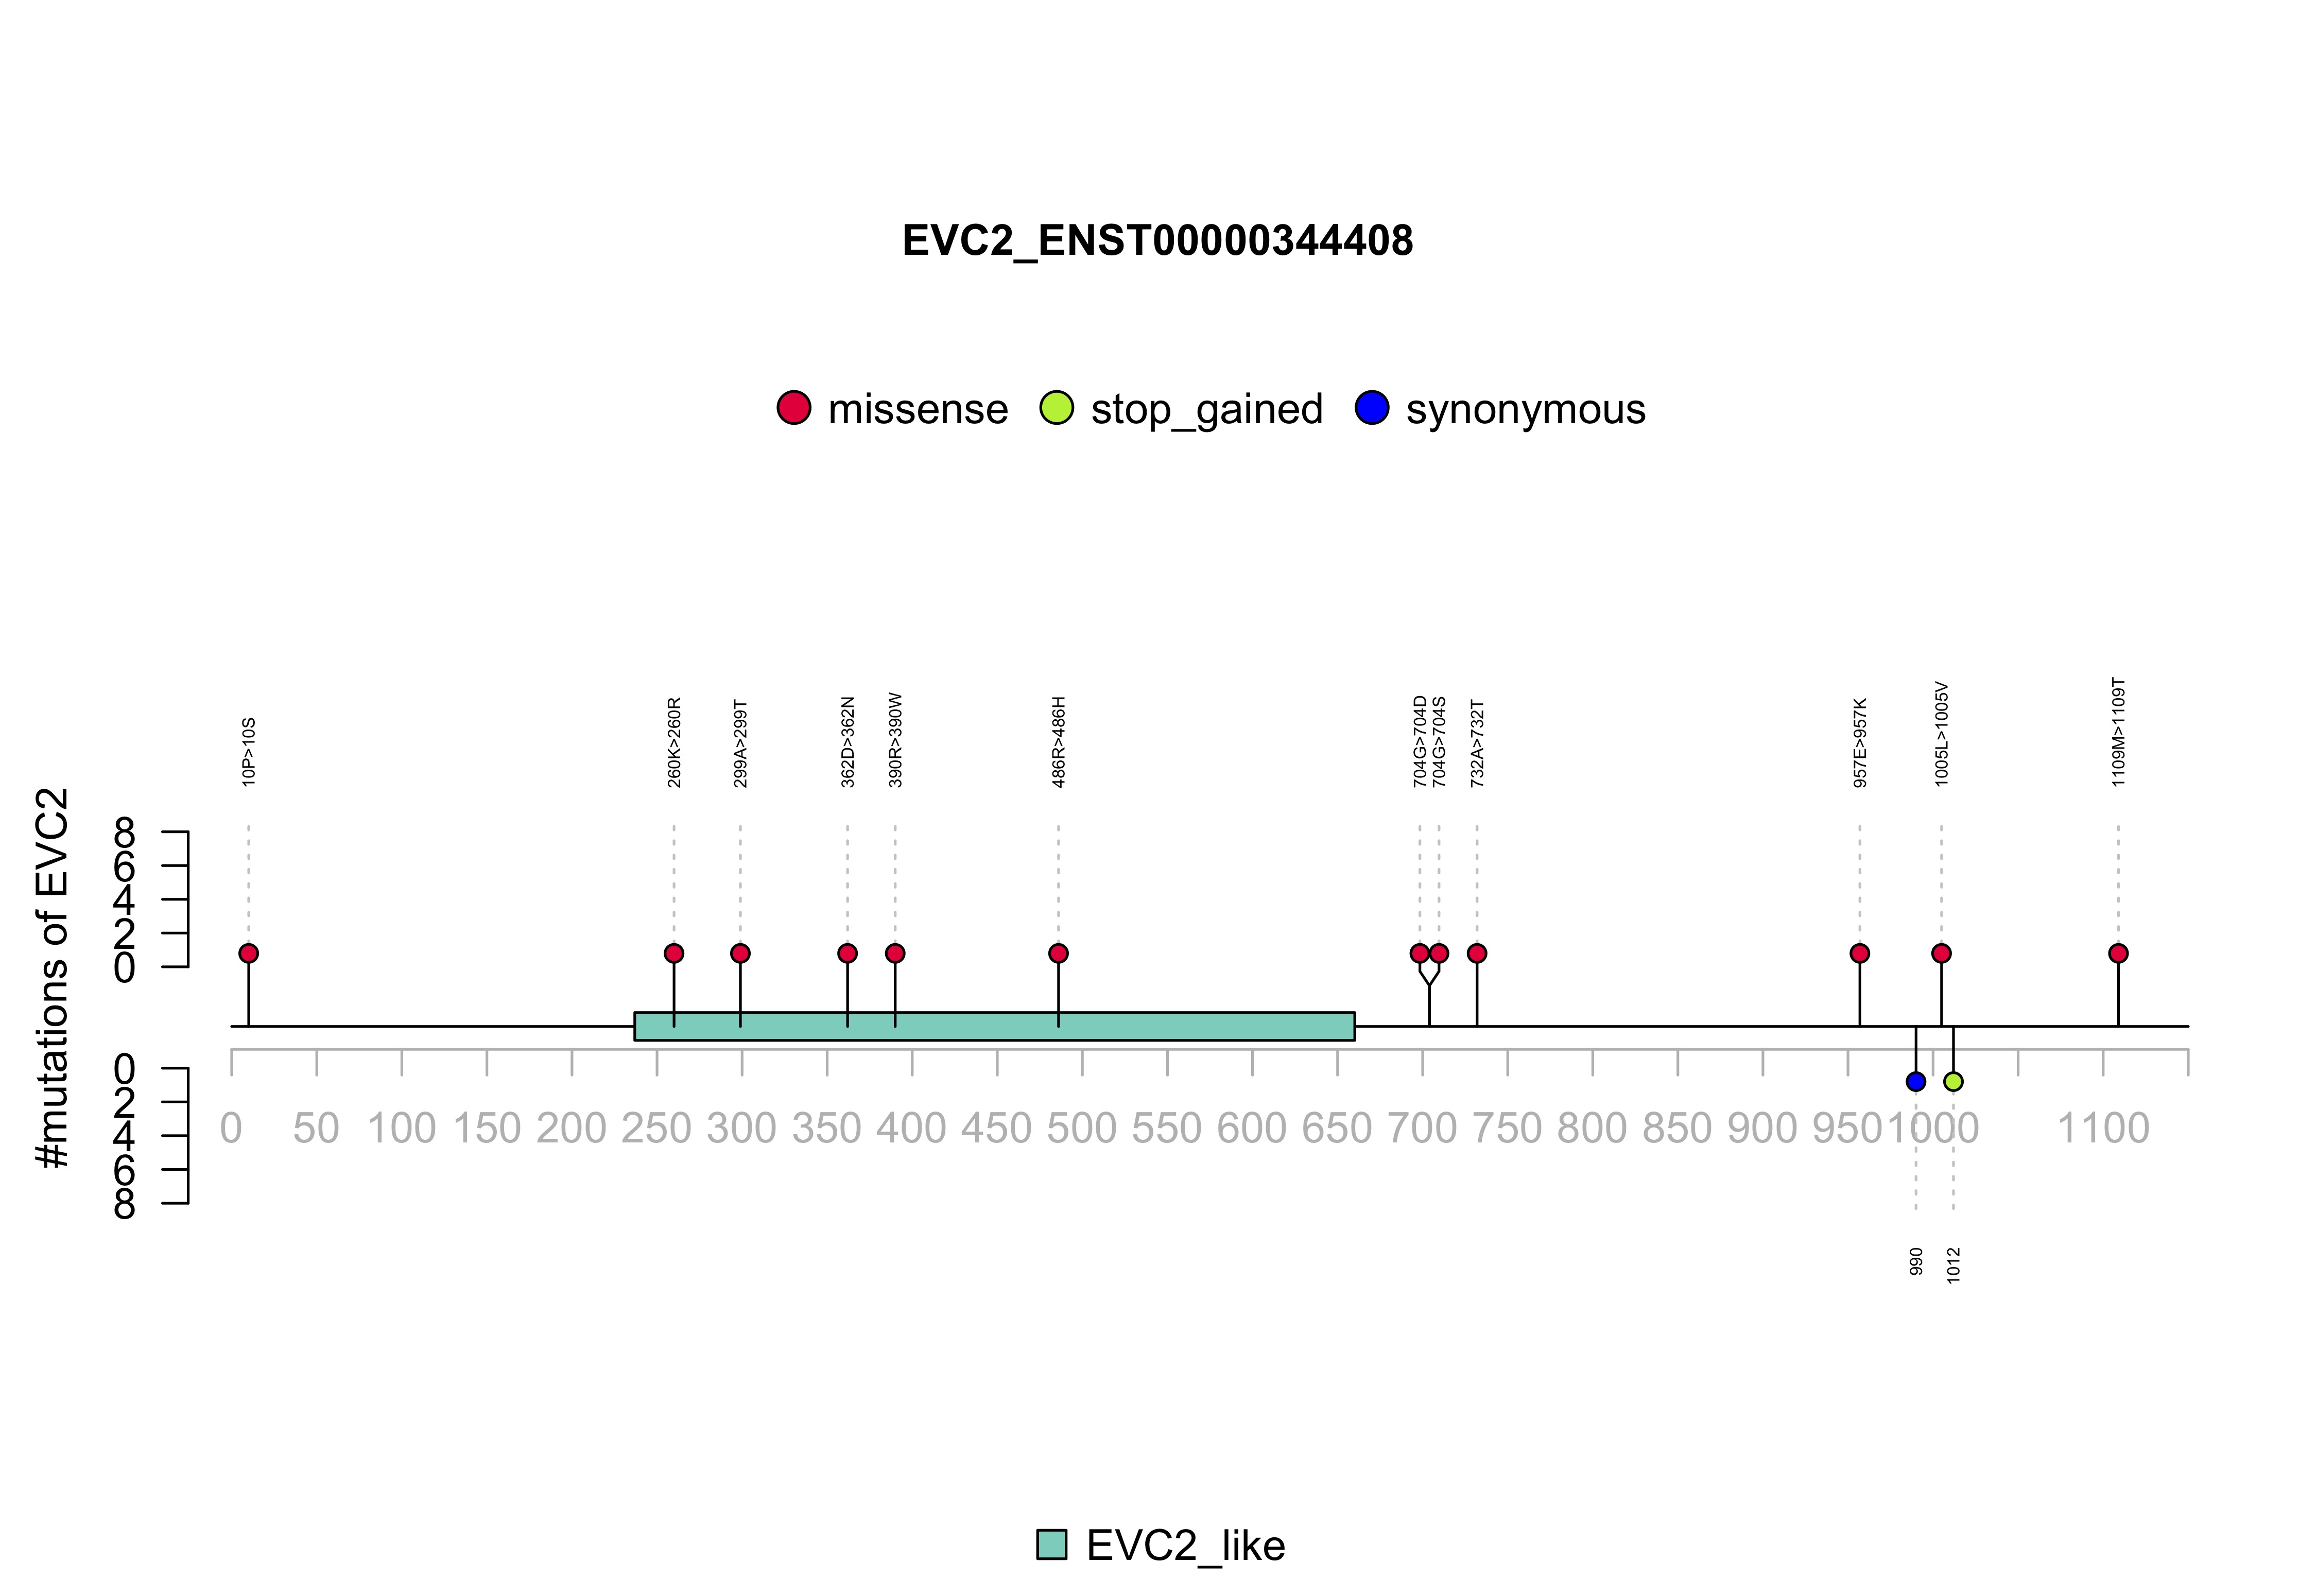 EVC2_ENST00000344408
missense stop_gained synonymous
10P>10S
260K>260R
299A>299T
362D>362N
390R>390W
486R>486H
704G>704D
704G>704S
732A>732T
957E>957K
1005L>1005V
1109M>1109T
#mutations of EVC2
8
6
4
2
0
0
2
4
6
8
0 50 100 150 200 250 300 350 400 450 500 550 600 650 700 750 800 850 900 950 1000 1100
990
1012
EVC2_like